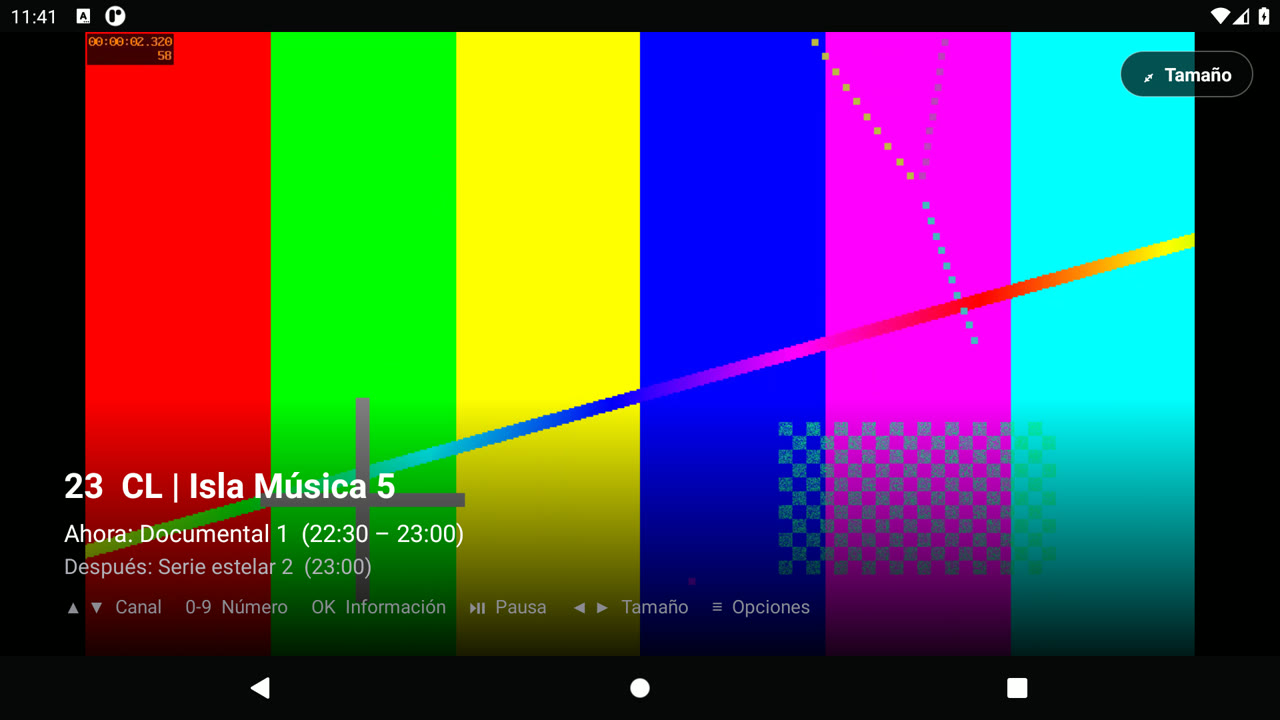 11:41
00:00:02.320
58
Tamaño
23 CL | Isla Música 5
Ahora: Documental 1 (22:30 – 23:00)
Después: Serie estelar 2 (23:00)
▲ ▼ Canal 0-9 Número OK Información ⏯ Pausa ◄ ► Tamaño ≡ Opciones